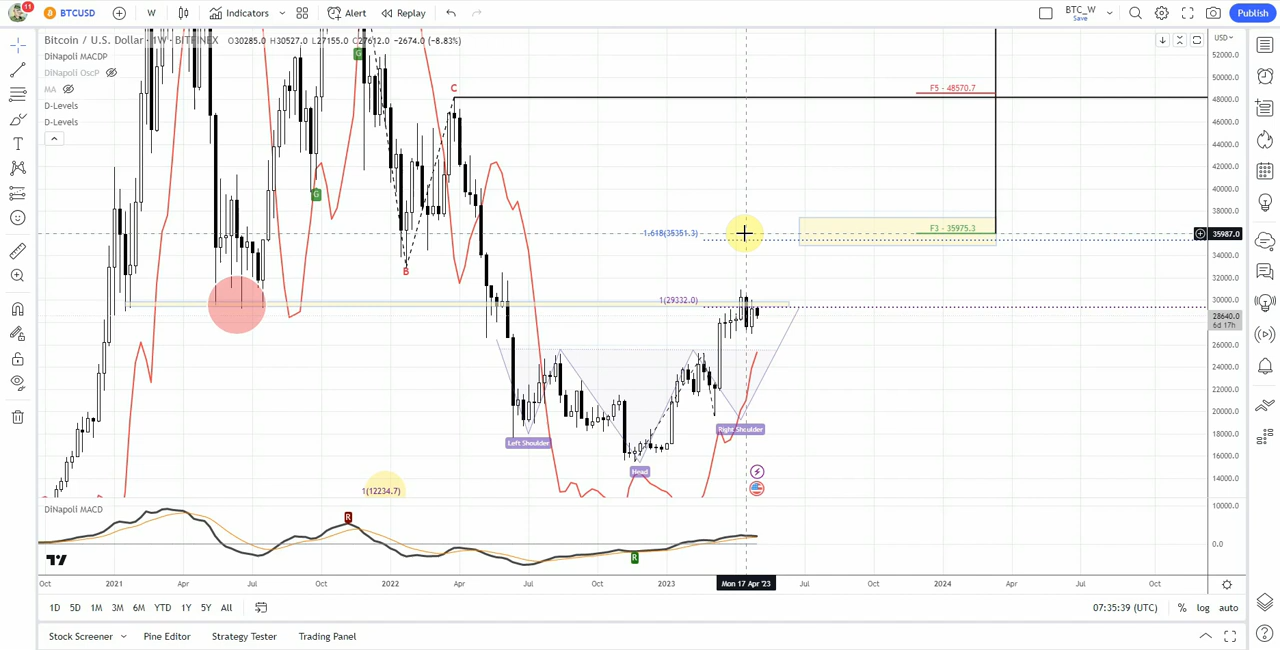 11
BTCUSD
W
Indicators
Alert
Replay
BTC_W
Save
Publish
Bitcoin / U.S. Dollar · 1W · BITFINEX O30285.0 H30527.0 L27155.0 C27612.0 −2674.0 (−8.83%)
DiNapoli MACDP
DiNapoli OscP
MA
D-Levels
D-Levels
USD
52000.0
50000.0
48000.0
46000.0
44000.0
42000.0
40000.0
38000.0
35987.0
34000.0
32000.0
30000.0
28640.0
6d 17h
26000.0
24000.0
22000.0
20000.0
18000.0
16000.0
14000.0
10000.0
0.0
G
C
F5 - 48570.7
G
F3 - 35975.3
1.618(35351.3)
B
1(29332.0)
Left Shoulder
Right Shoulder
Head
1(12234.7)
DiNapoli MACD
R
R
Oct 2021 Apr Jul Oct 2022 Apr Jul Oct 2023 Mon 17 Apr '23 Jul Oct 2024 Apr Jul Oct
1D 5D 1M 3M 6M YTD 1Y 5Y All
07:35:39 (UTC) % log auto
Stock Screener Pine Editor Strategy Tester Trading Panel